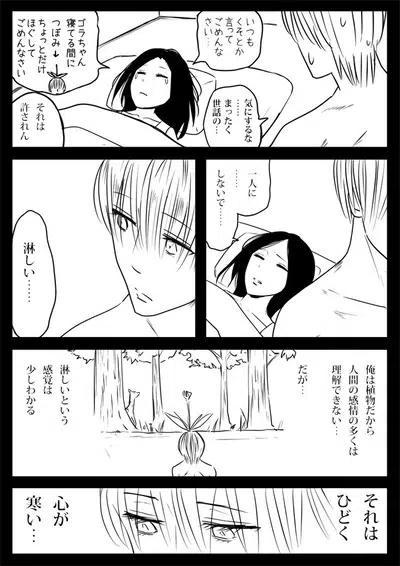 いつも
くそとか
言って
ごめんな
さい…
気にするな
……
まったく
世話の…
ゴラちゃん
寝てる間に
つぼみ→
ちょっとだけ
ほぐして
ごめんなさい
それは
許されん
一人に
……
しないで…
淋しい……
俺は植物だから
人間の感情の多くは
理解できない…
だが…
淋しいという
感覚は
少しわかる
それは
ひどく
心が
寒い…